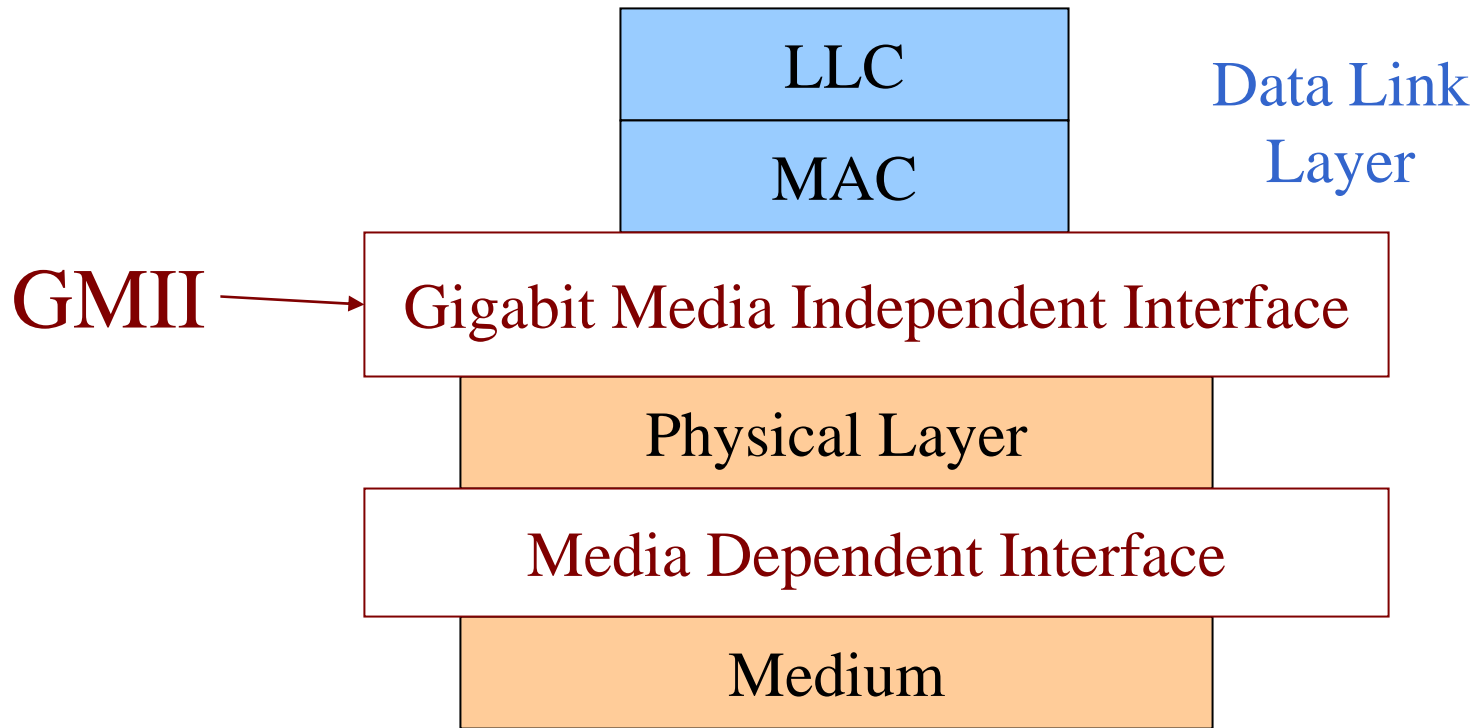 LLC
Data Link
Layer
MAC
GMII
Gigabit Media Independent Interface
Physical Layer
Media Dependent Interface
Medium